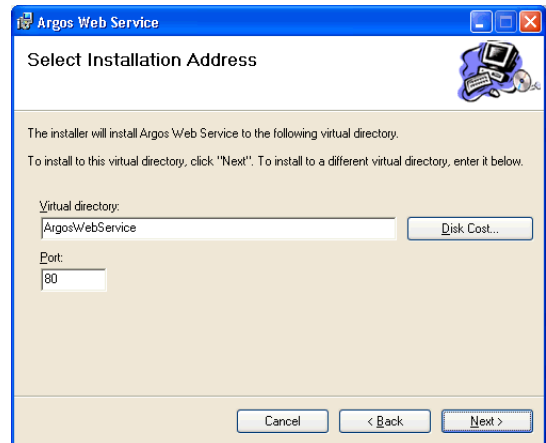 Argos Web Service
Select Installation Address
The installer will install Argos Web Service to the following virtual directory.
To install to this virtual directory, click "Next". To install to a different virtual directory, enter it below.
Virtual directory:
ArgosWebService
Disk Cost...
Port:
80
Cancel
< Back
Next >